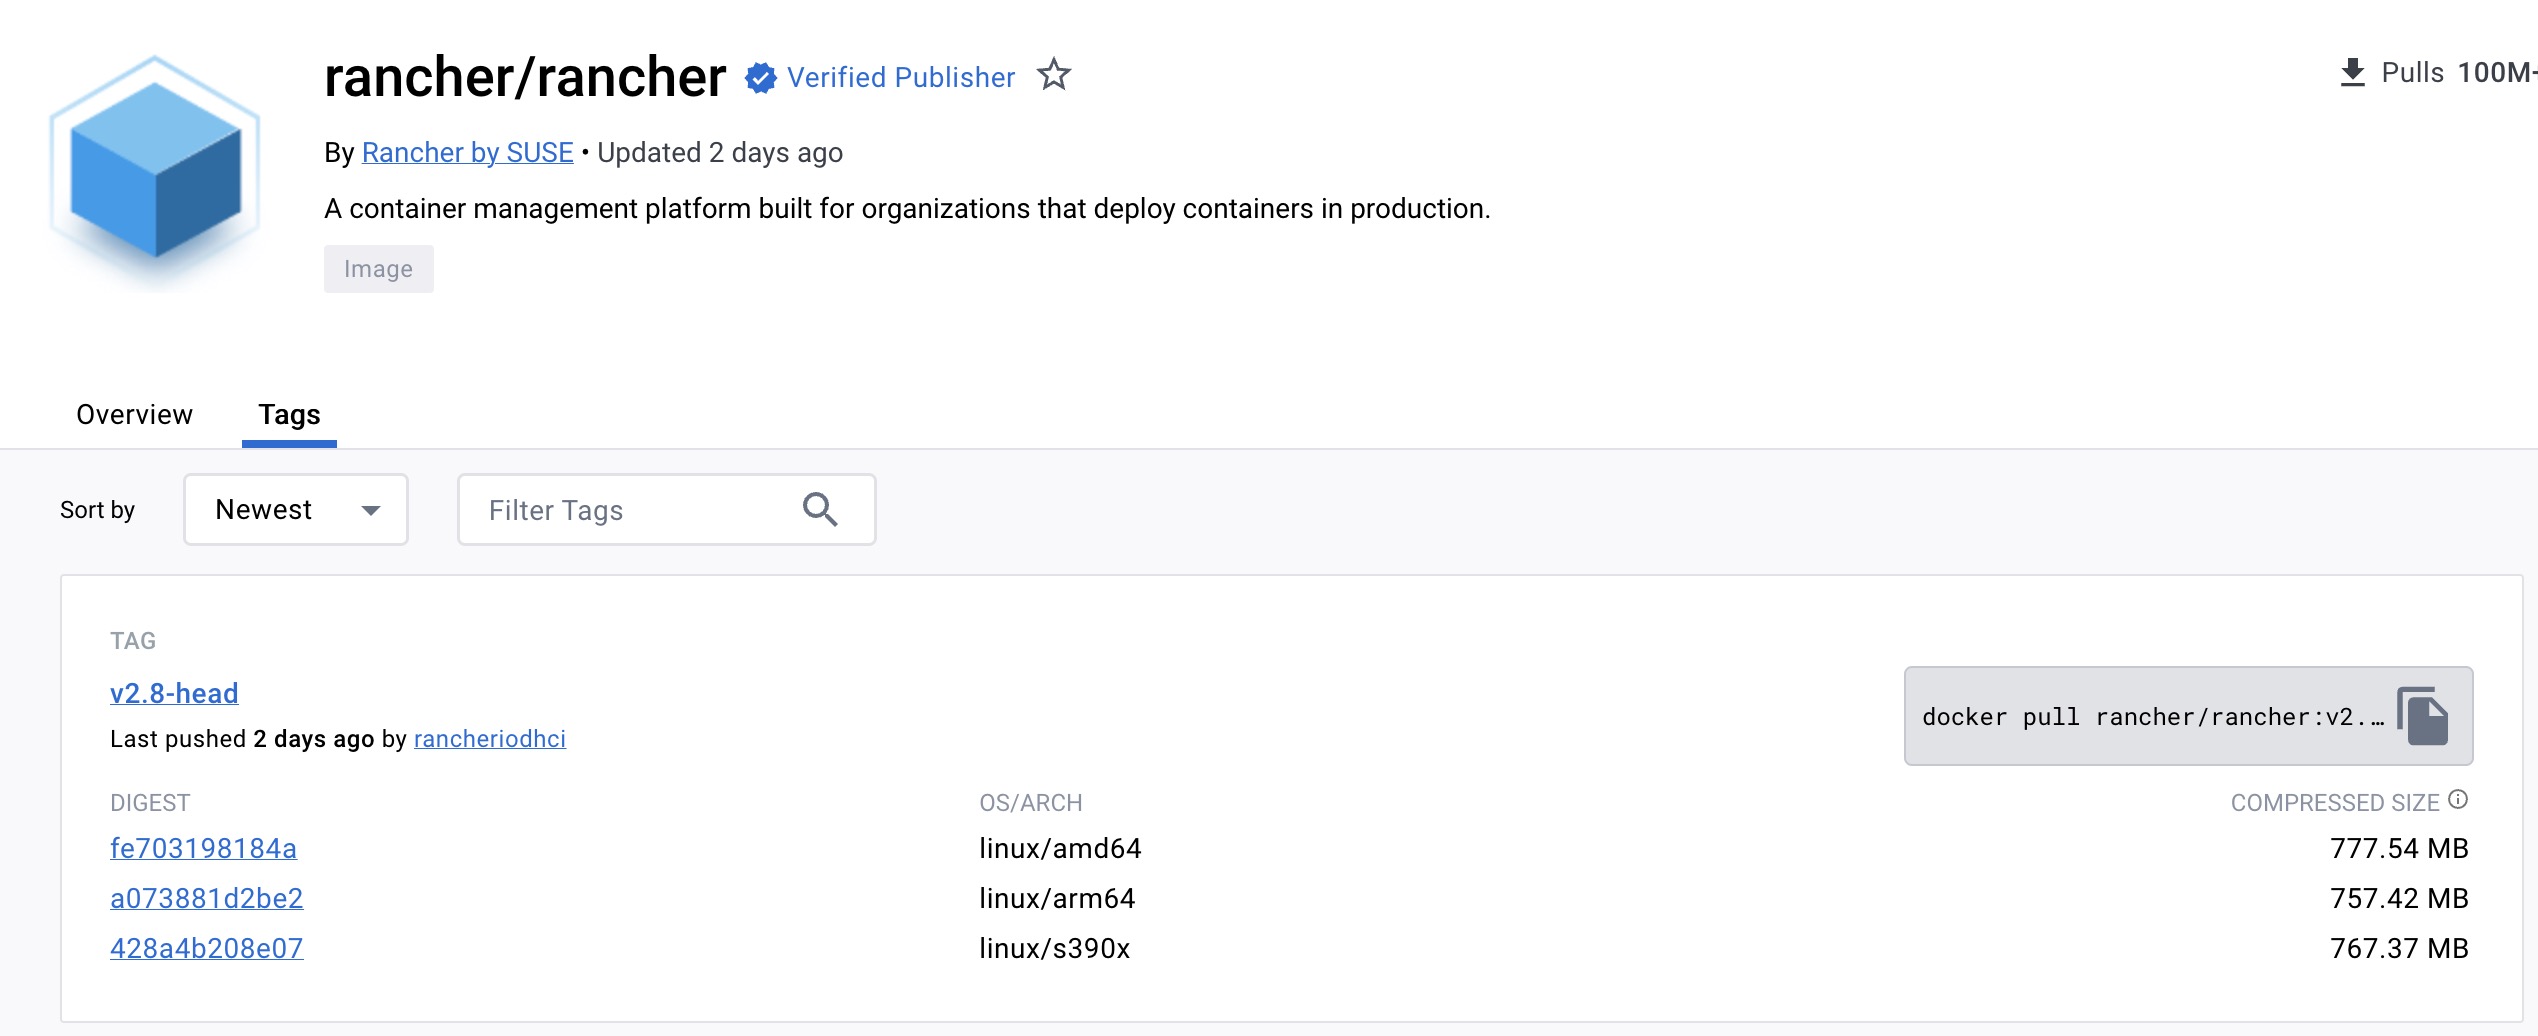 rancher/rancher Verified Publisher
Pulls 100M-
By Rancher by SUSE • Updated 2 days ago
A container management platform built for organizations that deploy containers in production.
Image
Overview Tags
Sort by Newest Filter Tags
TAG
v2.8-head
docker pull rancher/rancher:v2.…
Last pushed 2 days ago by rancheriodhci
DIGEST OS/ARCH COMPRESSED SIZE
fe703198184a linux/amd64 777.54 MB
a073881d2be2 linux/arm64 757.42 MB
428a4b208e07 linux/s390x 767.37 MB